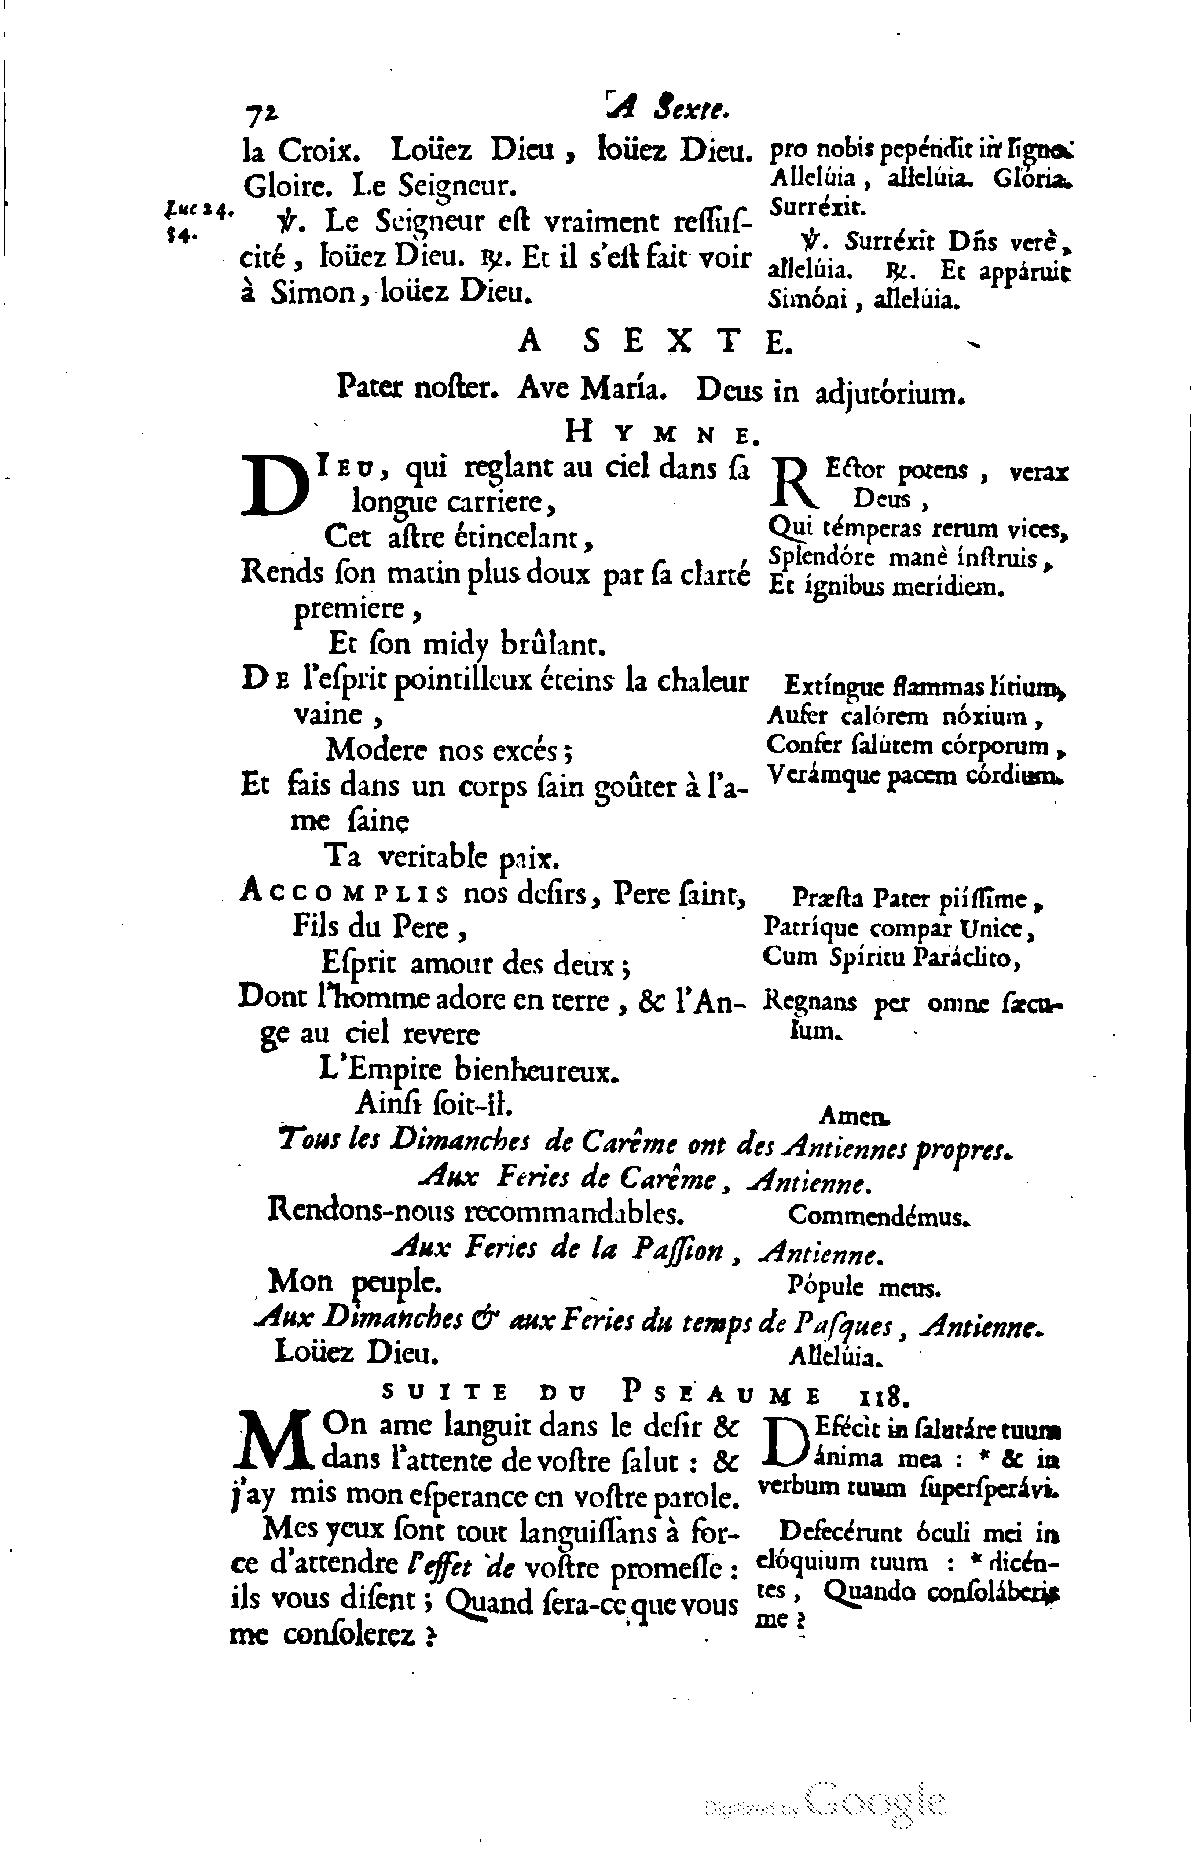 72 A Sexte.
la Croix. Loüez Dieu, loüez Dieu.
Gloire. Le Seigneur.
Luc 24.
34.
℣. Le Seigneur eſt vraiment reſſuſ-
cité, loüez Dieu. ℟. Et il s'eſt fait voir
à Simon, loüez Dieu.
pro nobis pepéndit in ligno.
Allelúia, allelúia. Glória.
Surréxit.
℣. Surréxit Dñs verè,
allelúia. ℟. Et appáruit
Simóni, allelúia.
A SEXTE.
Pater noſter. Ave María. Deus in adjutórium.
HYMNE.
DIEU, qui reglant au ciel dans ſa
longue carriere,
Cet aſtre étincelant,
Rends ſon matin plus doux par ſa clarté
premiere,
Et ſon midy brûlant.
DE l'eſprit pointilleux éteins la chaleur
vaine,
Modere nos excés;
Et fais dans un corps ſain goûter à l'a-
me ſaine
Ta veritable paix.
ACCOMPLIS nos deſirs, Pere ſaint,
Fils du Pere,
Eſprit amour des deux;
Dont l'homme adore en terre, & l'An-
ge au ciel revere
L'Empire bienheureux.
Ainſi ſoit-il.
REctor potens, verax
Deus,
Qui témperas rerum vices,
Splendóre manè ínſtruis,
Et ígnibus merídiem.
Extíngue flammas lítium,
Aufer calórem nóxium,
Confer ſalútem córporum,
Verámque pacem córdium.
Præſta Pater piíſſime,
Patríque compar Unice,
Cum Spíritu Paráclito,
Regnans per omne ſæcu-
lum.
Amen.
Tous les Dimanches de Carême ont des Antiennes propres.
Aux Feries de Carême, Antienne.
Rendons-nous recommandables. Commendémus.
Aux Feries de la Paſſion, Antienne.
Mon peuple. Pópule meus.
Aux Dimanches & aux Feries du temps de Paſques, Antienne.
Loüez Dieu. Allelúia.
SUITE DU PSEAUME 118.
MOn ame languit dans le deſir &
dans l'attente de voſtre ſalut : &
j'ay mis mon eſperance en voſtre parole.
Mes yeux ſont tout languiſſans à for-
ce d'attendre l'effet de voſtre promeſſe :
ils vous diſent; Quand ſera-ce que vous
me conſolerez ?
DEfécit in ſalutáre tuum
ánima mea : * & in
verbum tuum ſuperſperávi.
Defecérunt óculi mei in
elóquium tuum : * dicén-
tes, Quando conſoláberis
me ?
Digitized by Google